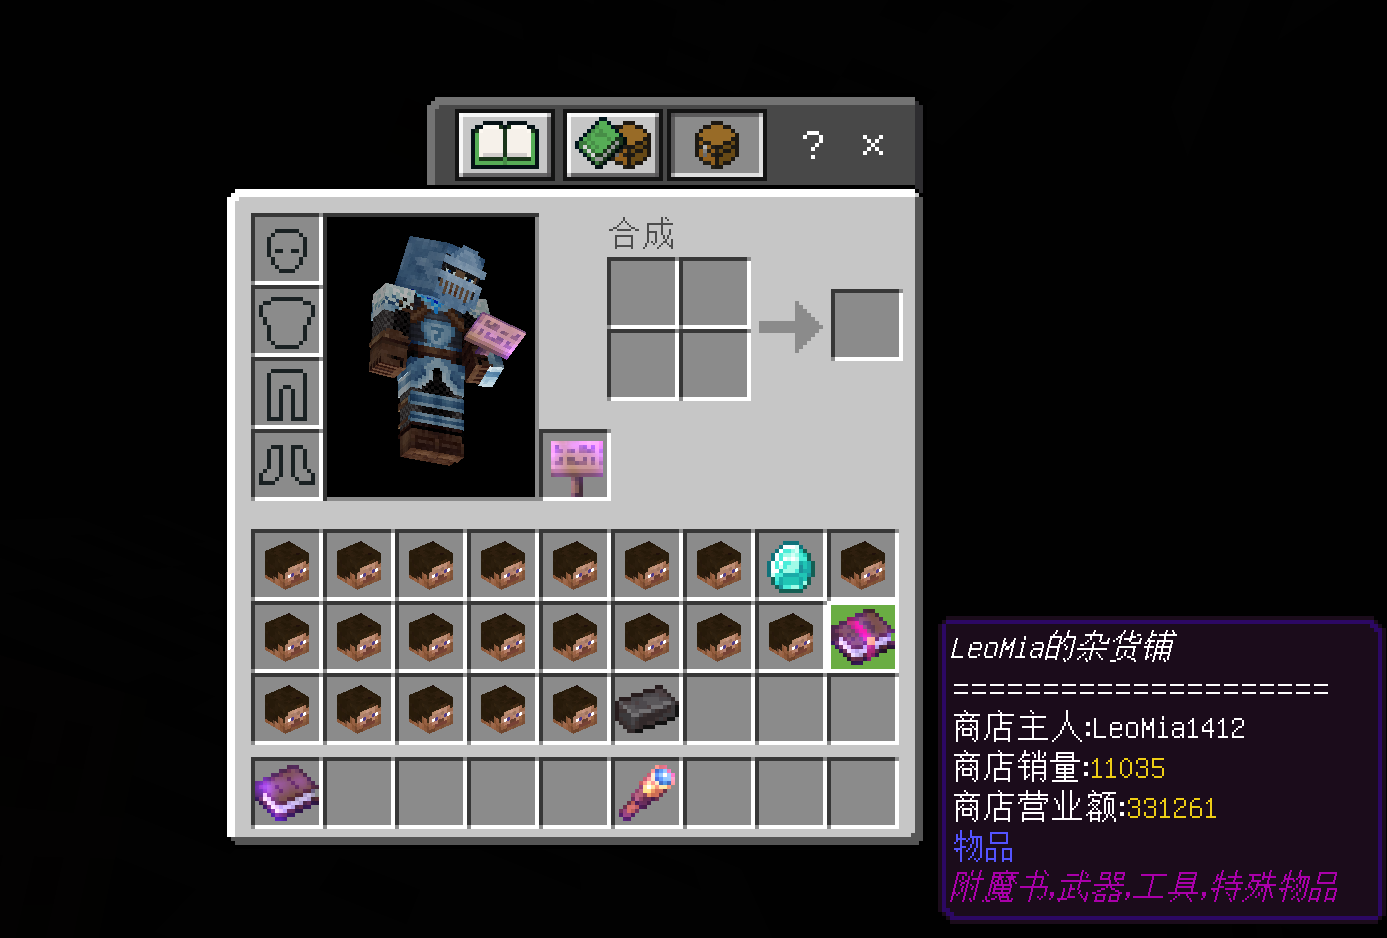 ?
合成
LeoMia的杂货铺
=====================
商店主人:LeoMia1412
商店销量:11035
商店营业额:331261
物品
附魔书,武器,工具,特殊物品